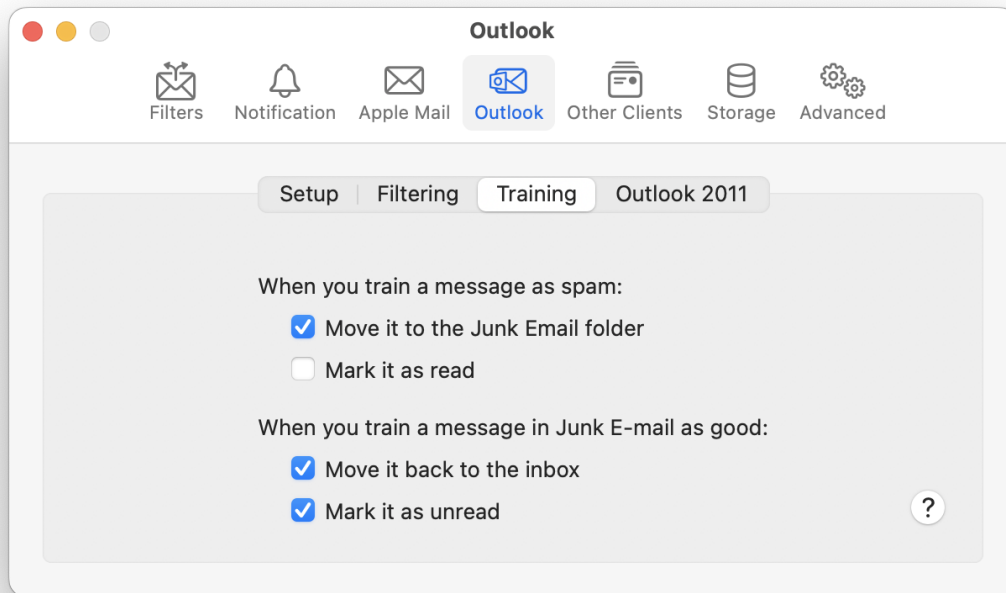 Outlook
Filters Notification Apple Mail Outlook Other Clients Storage Advanced
Setup Filtering Training Outlook 2011
When you train a message as spam:
Move it to the Junk Email folder
Mark it as read
When you train a message in Junk E-mail as good:
Move it back to the inbox
Mark it as unread
?